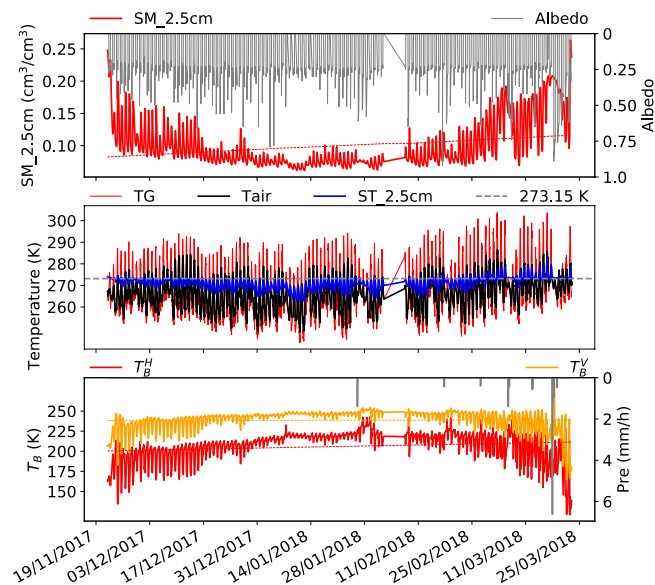 SM_2.5cm Albedo
SM_2.5cm (cm³/cm³)
0.25
0.20
0.15
0.10
0
0.25
0.50
0.75
1.0
Albedo
TG Tair ST_2.5cm 273.15 K
Temperature (K)
300
290
280
270
260
T_B^H T_B^V
T_B (K)
250
225
200
175
150
0
2
4
6
Pre (mm/h)
19/11/2017 03/12/2017 17/12/2017 31/12/2017 14/01/2018 28/01/2018 11/02/2018 25/02/2018 11/03/2018 25/03/2018